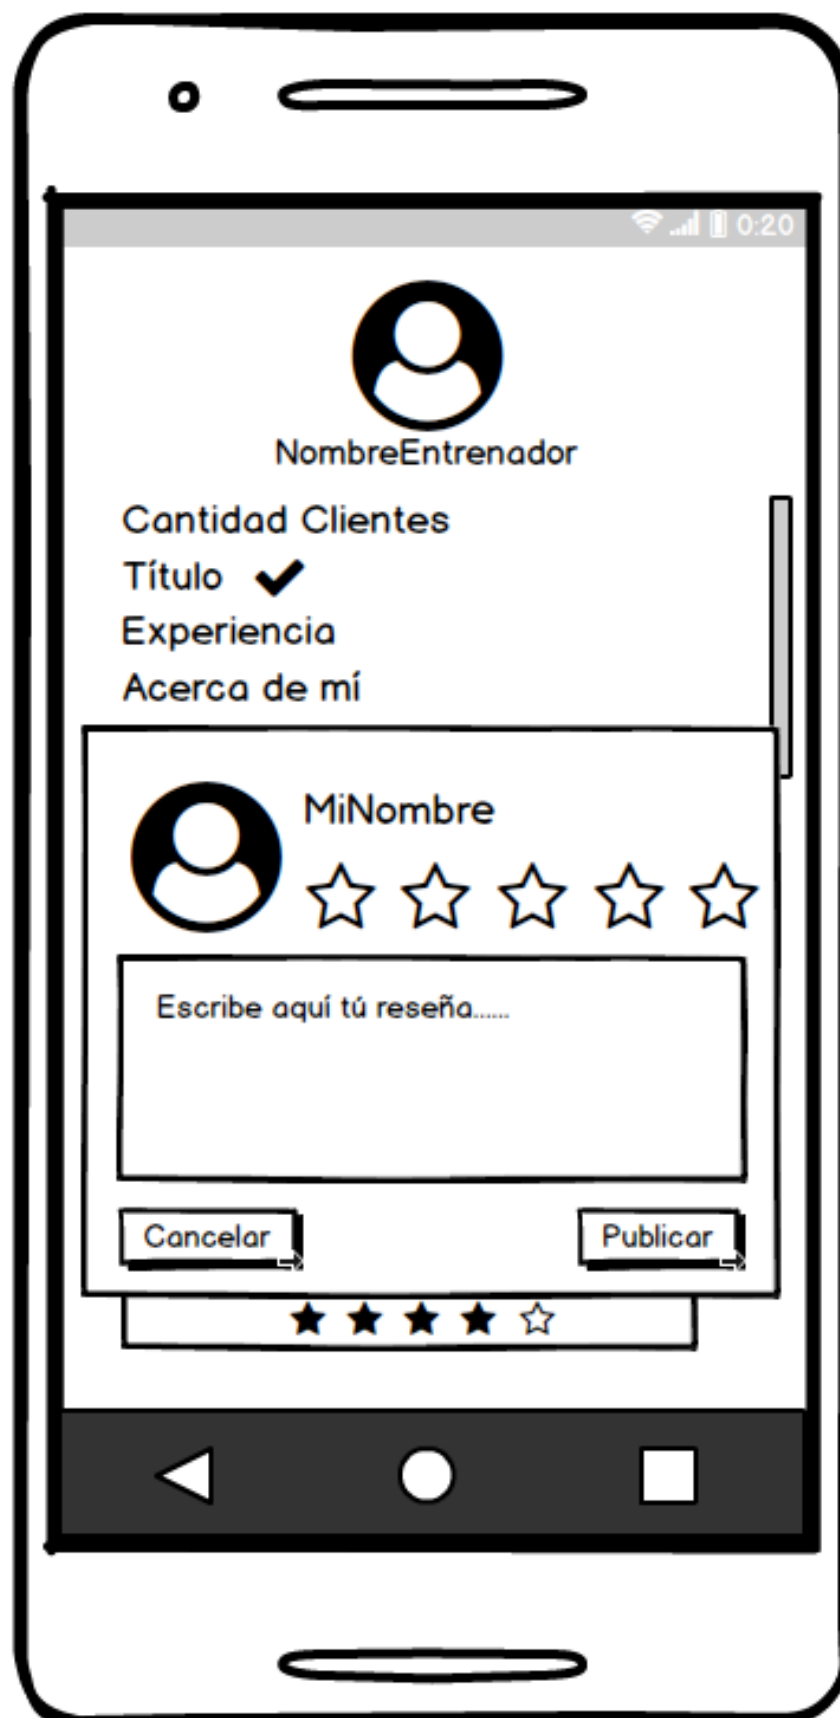 0:20
NombreEntrenador
Cantidad Clientes
Título
Experiencia
Acerca de mí
MiNombre
Escribe aquí tú reseña......
Cancelar
Publicar